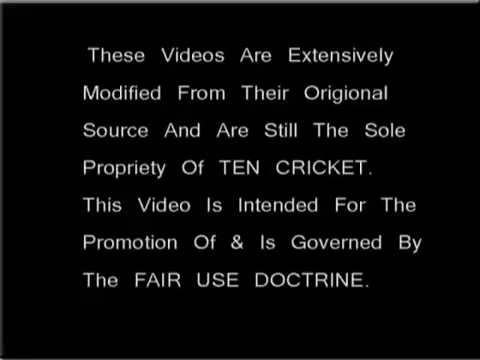 These Videos Are Extensively
Modified From Their Origional
Source And Are Still The Sole
Propriety Of TEN CRICKET.
This Video Is Intended For The
Promotion Of & Is Governed By
The FAIR USE DOCTRINE.